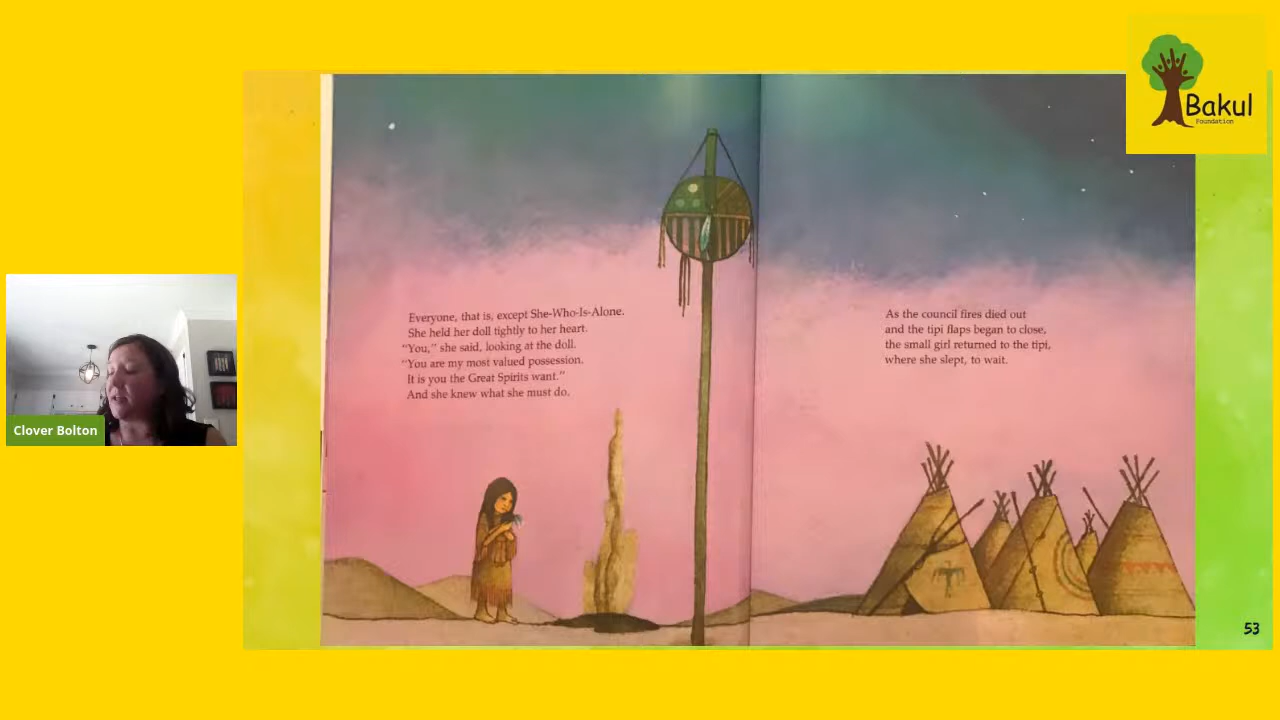 Bakul
Foundation
Everyone, that is, except She-Who-Is-Alone.
She held her doll tightly to her heart.
"You," she said, looking at the doll.
"You are my most valued possession.
It is you the Great Spirits want."
And she knew what she must do.
As the council fires died out
and the tipi flaps began to close,
the small girl returned to the tipi,
where she slept, to wait.
Clover Bolton
53